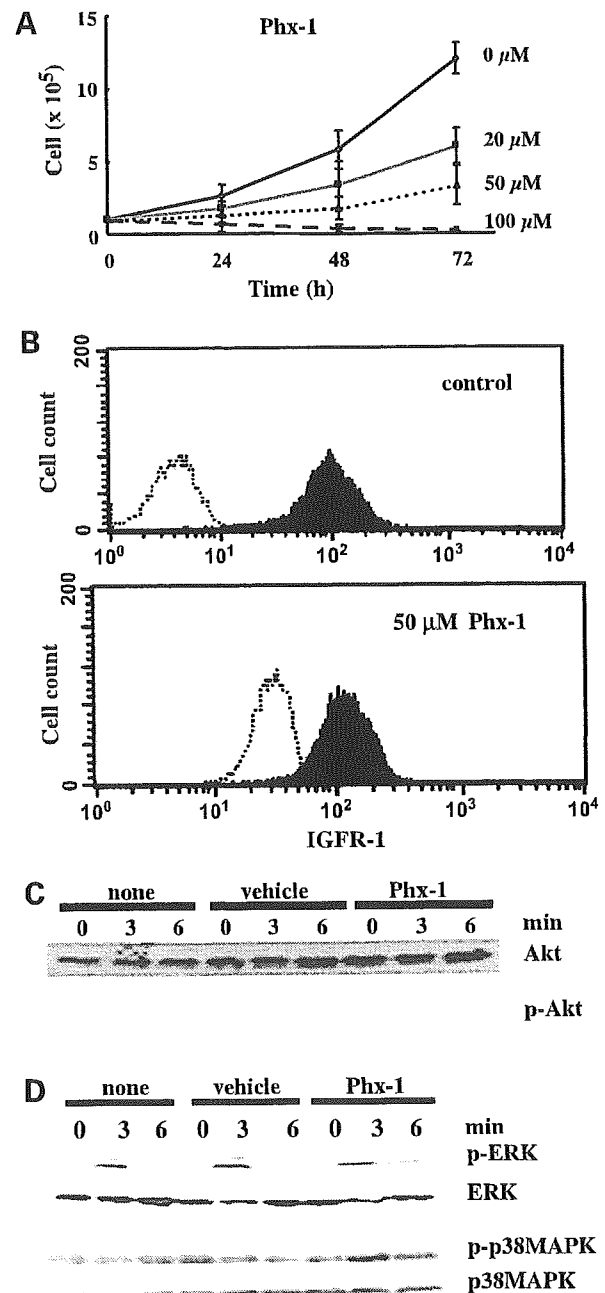 A
Phx-1
Cell (x 10⁵)
15
10
5
0
0 μM
20 μM
50 μM
100 μM
0 24 48 72
Time (h)
B
200
Cell count
0
control
10⁰ 10¹ 10² 10³ 10⁴
200
Cell count
0
50 μM Phx-1
10⁰ 10¹ 10² 10³ 10⁴
IGFR-1
C
none vehicle Phx-1
0 3 6 0 3 6 0 3 6 min
Akt
p-Akt
D
none vehicle Phx-1
0 3 6 0 3 6 0 3 6 min
p-ERK
ERK
p-p38MAPK
p38MAPK